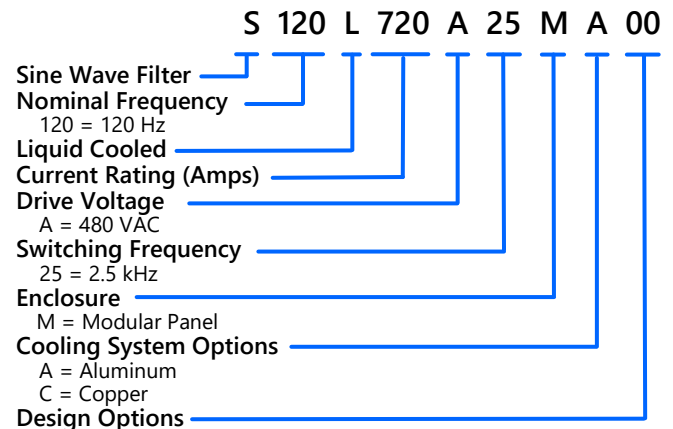 S 120 L 720 A 25 M A 00
Sine Wave Filter
Nominal Frequency
120 = 120 Hz
Liquid Cooled
Current Rating (Amps)
Drive Voltage
A = 480 VAC
Switching Frequency
25 = 2.5 kHz
Enclosure
M = Modular Panel
Cooling System Options
A = Aluminum
C = Copper
Design Options